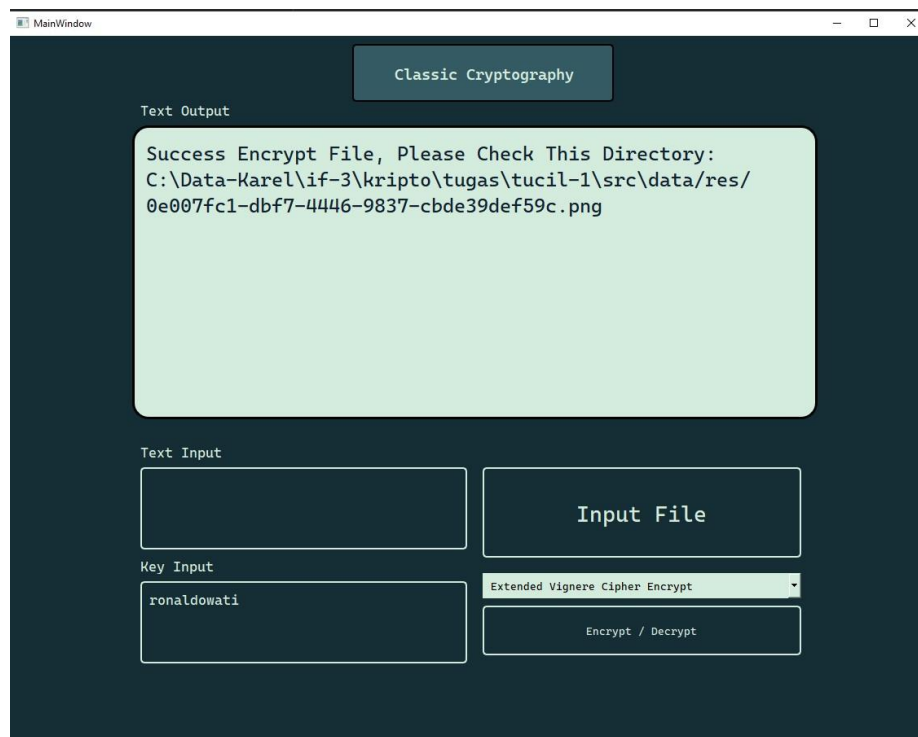 MainWindow
Classic Cryptography
Text Output
Success Encrypt File, Please Check This Directory:
C:\Data-Karel\if-3\kripto\tugas\tucil-1\src\data/res/
0e007fc1-dbf7-4446-9837-cbde39def59c.png
Text Input
Input File
Key Input
ronaldowati
Extended Vignere Cipher Encrypt
Encrypt / Decrypt